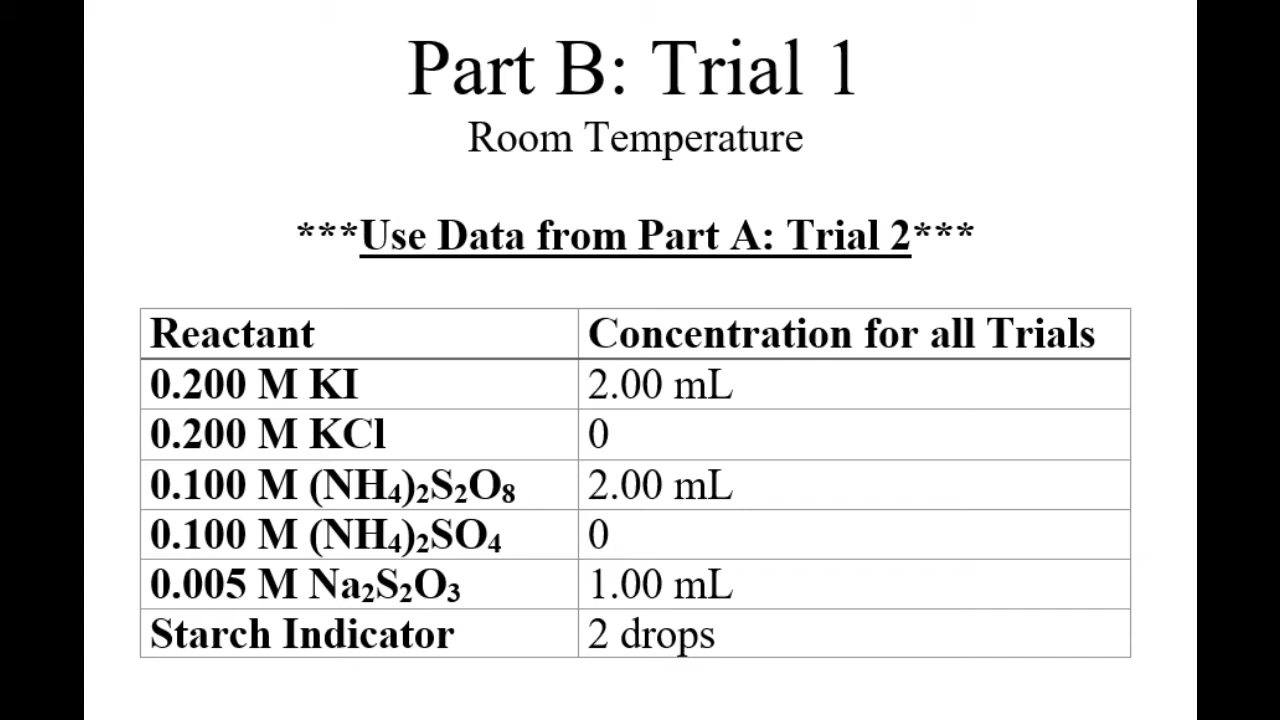 Part B: Trial 1
Room Temperature
***Use Data from Part A: Trial 2***
Reactant Concentration for all Trials
0.200 M KI 2.00 mL
0.200 M KCl 0
0.100 M (NH₄)₂S₂O₈ 2.00 mL
0.100 M (NH₄)₂SO₄ 0
0.005 M Na₂S₂O₃ 1.00 mL
Starch Indicator 2 drops